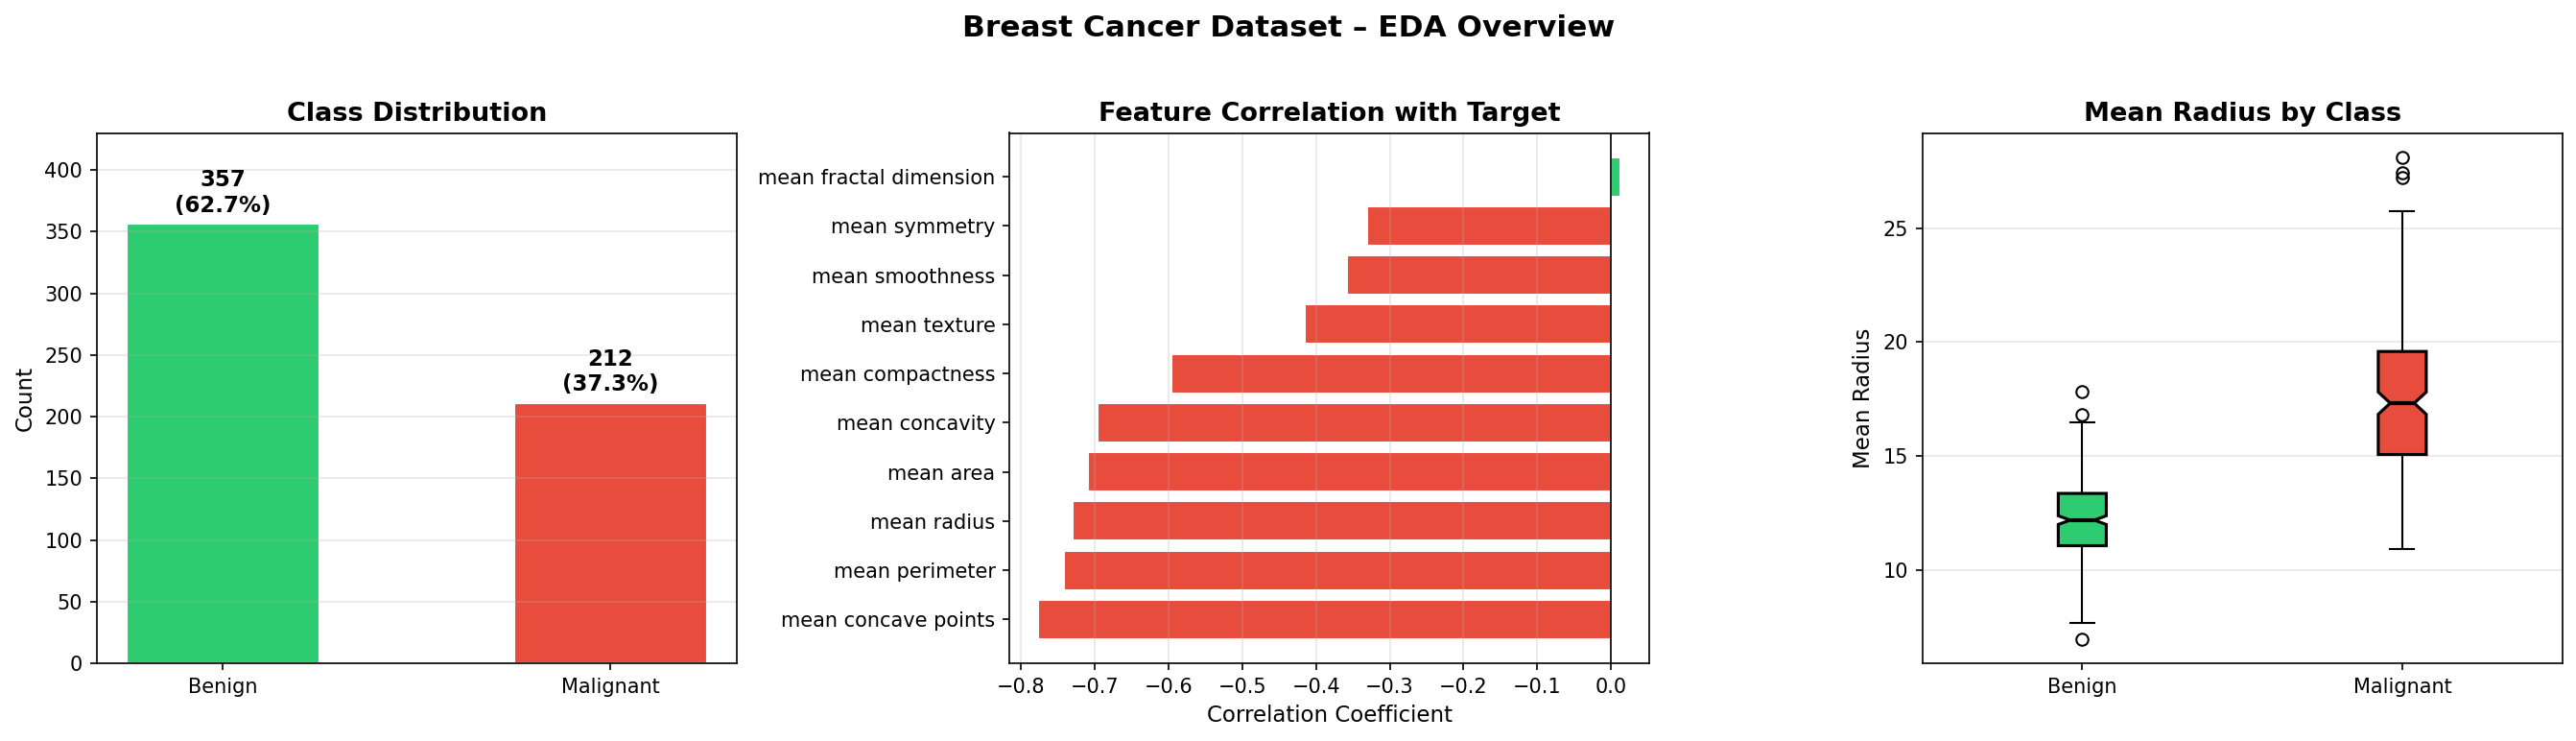 Breast Cancer Dataset – EDA Overview
Class Distribution
Count
400
350
300
250
200
150
100
50
0
357
(62.7%)
212
(37.3%)
Benign
Malignant
Feature Correlation with Target
mean fractal dimension
mean symmetry
mean smoothness
mean texture
mean compactness
mean concavity
mean area
mean radius
mean perimeter
mean concave points
−0.8 −0.7 −0.6 −0.5 −0.4 −0.3 −0.2 −0.1 0.0
Correlation Coefficient
Mean Radius by Class
Mean Radius
25
20
15
10
Benign
Malignant